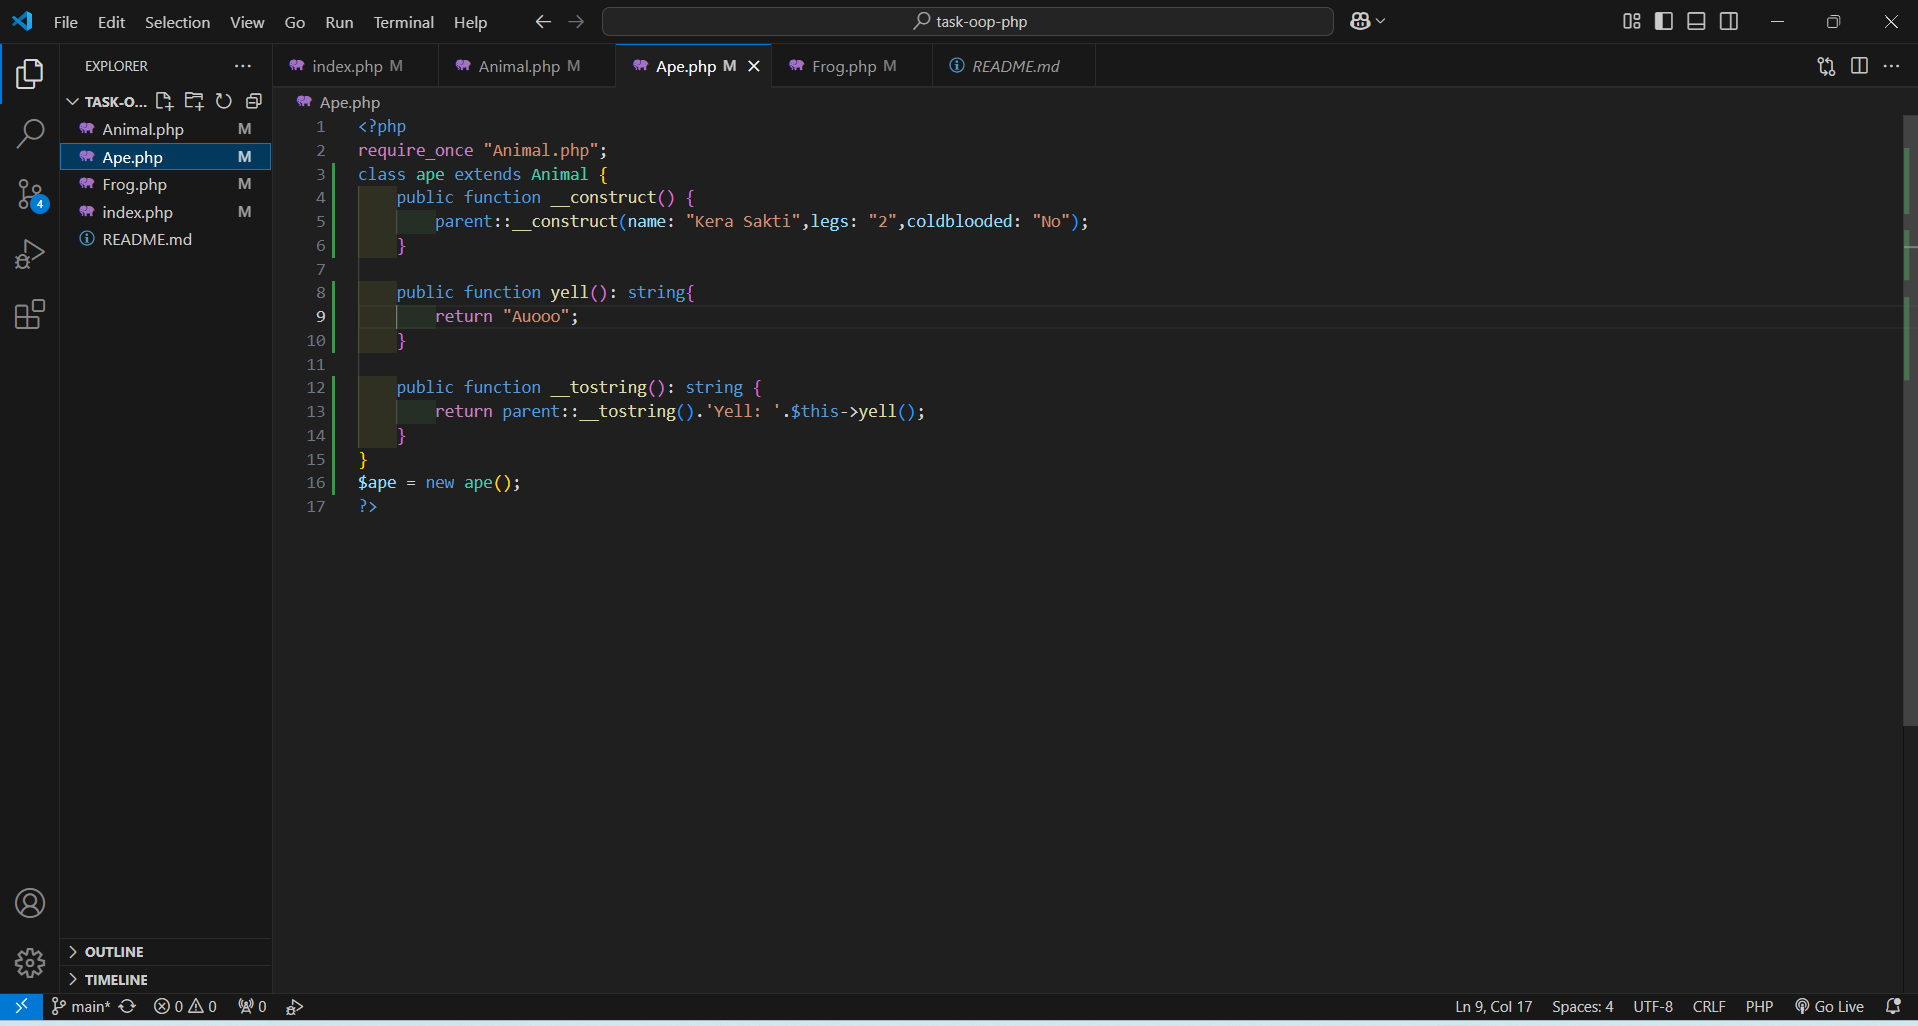 File Edit Selection View Go Run Terminal Help task-oop-php
EXPLORER
TASK-O...
Animal.php M
Ape.php M
Frog.php M
index.php M
README.md
4
OUTLINE
TIMELINE
index.php M Animal.php M Ape.php M Frog.php M README.md
Ape.php
1 <?php
2 require_once "Animal.php";
3 class ape extends Animal {
4     public function __construct() {
5         parent::__construct(name: "Kera Sakti",legs: "2",coldblooded: "No");
6     }
7
8     public function yell(): string{
9         return "Auooo";
10     }
11
12     public function __tostring(): string {
13         return parent::__tostring().'Yell: '.$this->yell();
14     }
15 }
16 $ape = new ape();
17 ?>
main* 0 0 0 Ln 9, Col 17 Spaces: 4 UTF-8 CRLF PHP Go Live